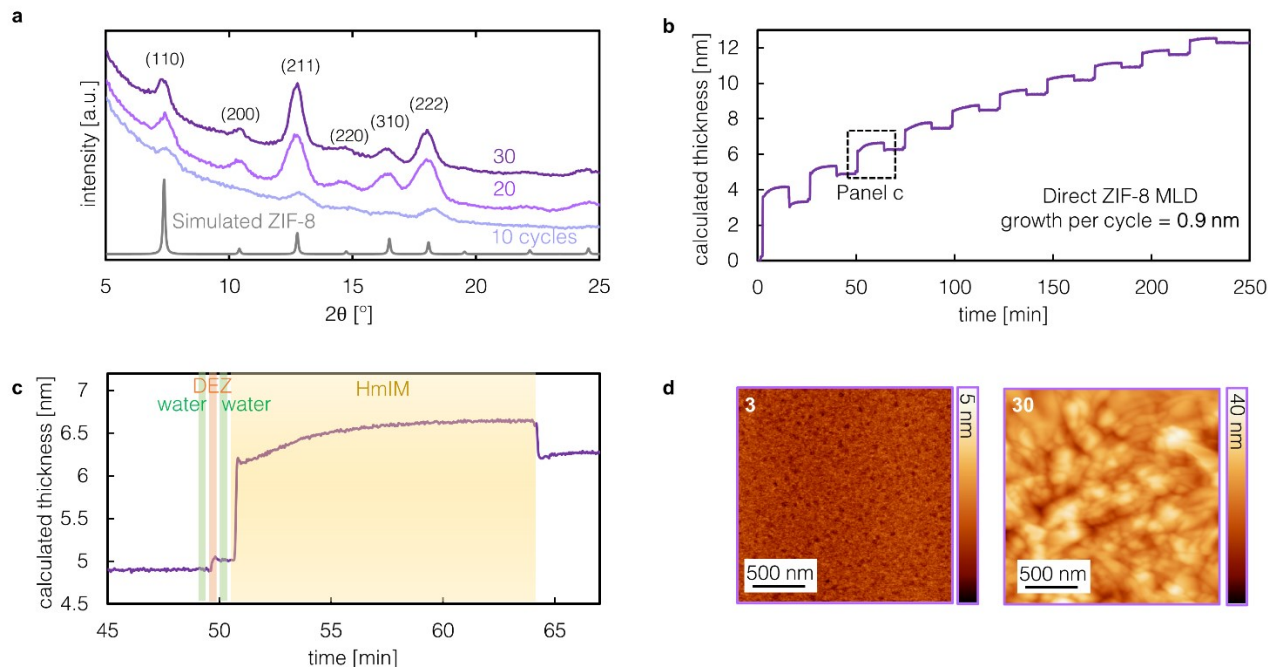 a
intensity [a.u.]
(110)
(200)
(211)
(220)
(310)
(222)
30
20
10 cycles
Simulated ZIF-8
5
10
15
20
25
2θ [°]
b
calculated thickness [nm]
12
10
8
6
4
2
0
Panel c
Direct ZIF-8 MLD
growth per cycle = 0.9 nm
0
50
100
150
200
250
time [min]
c
calculated thickness [nm]
7
6.5
6
5.5
5
4.5
DEZ
water
water
HmIM
45
50
55
60
65
time [min]
d
3
500 nm
5 nm
30
500 nm
40 nm